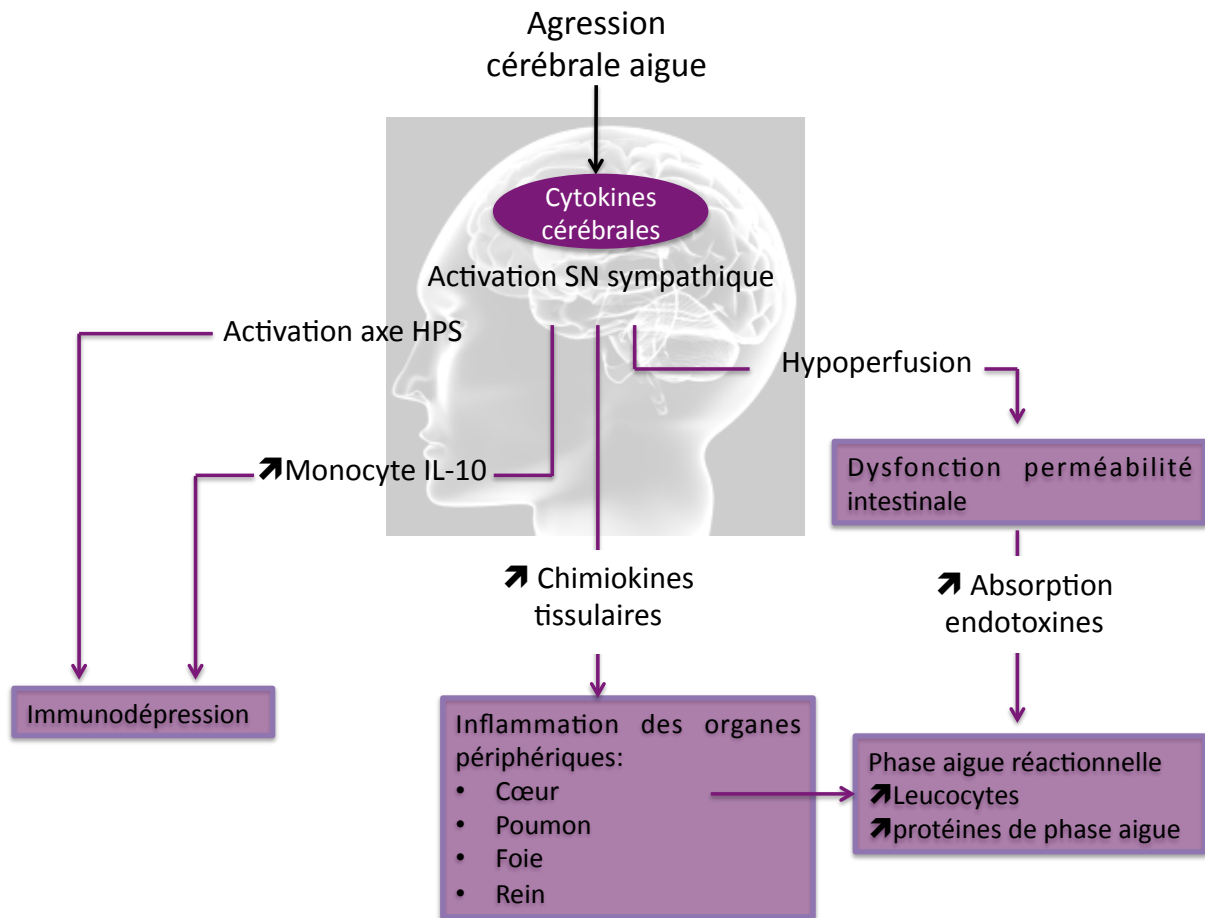 Agression
cérébrale aigue
Cytokines
cérébrales
Activation SN sympathique
Activation axe HPS
Hypoperfusion
↗Monocyte IL-10
Dysfonction perméabilité
intestinale
↗ Chimiokines
tissulaires
↗ Absorption
endotoxines
Immunodépression
Inflammation des organes
périphériques:
• Cœur
• Poumon
• Foie
• Rein
Phase aigue réactionnelle
↗Leucocytes
↗protéines de phase aigue